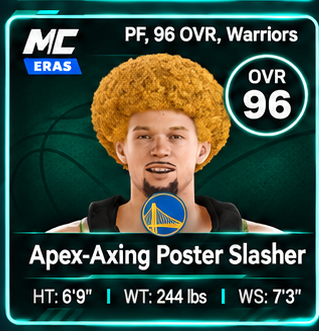 MC
ERAS
PF, 96 OVR, Warriors
OVR
96
Apex-Axing Poster Slasher
HT: 6'9" | WT: 244 lbs | WS: 7'3"